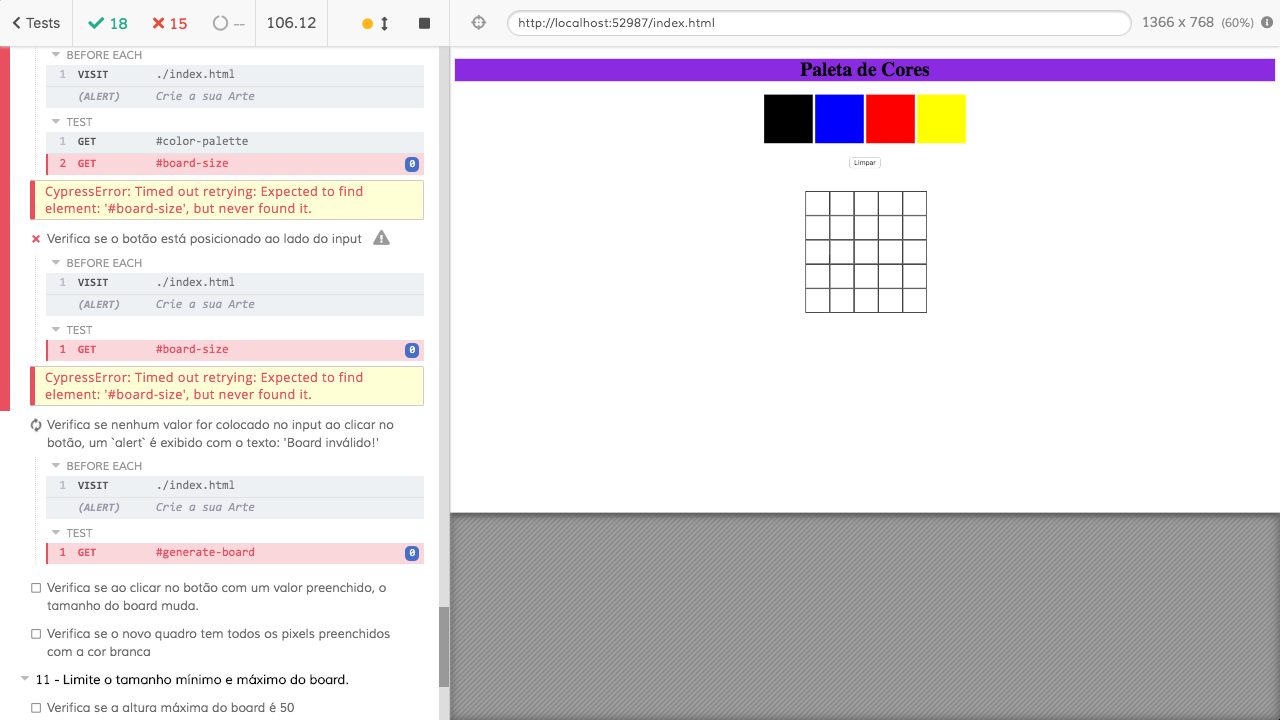 Tests 18 15 -- 106.12
http://localhost:52987/index.html 1366 x 768 (60%)
BEFORE EACH
1 VISIT ./index.html
(ALERT) Crie a sua Arte
TEST
1 GET #color-palette
2 GET #board-size 0
CypressError: Timed out retrying: Expected to find
element: '#board-size', but never found it.
Verifica se o botão está posicionado ao lado do input
BEFORE EACH
1 VISIT ./index.html
(ALERT) Crie a sua Arte
TEST
1 GET #board-size 0
CypressError: Timed out retrying: Expected to find
element: '#board-size', but never found it.
Verifica se nenhum valor for colocado no input ao clicar no
botão, um `alert` é exibido com o texto: 'Board inválido!'
BEFORE EACH
1 VISIT ./index.html
(ALERT) Crie a sua Arte
TEST
1 GET #generate-board 0
Verifica se ao clicar no botão com um valor preenchido, o
tamanho do board muda.
Verifica se o novo quadro tem todos os pixels preenchidos
com a cor branca
11 - Limite o tamanho mínimo e máximo do board.
Verifica se a altura máxima do board é 50
Paleta de Cores
Limpar